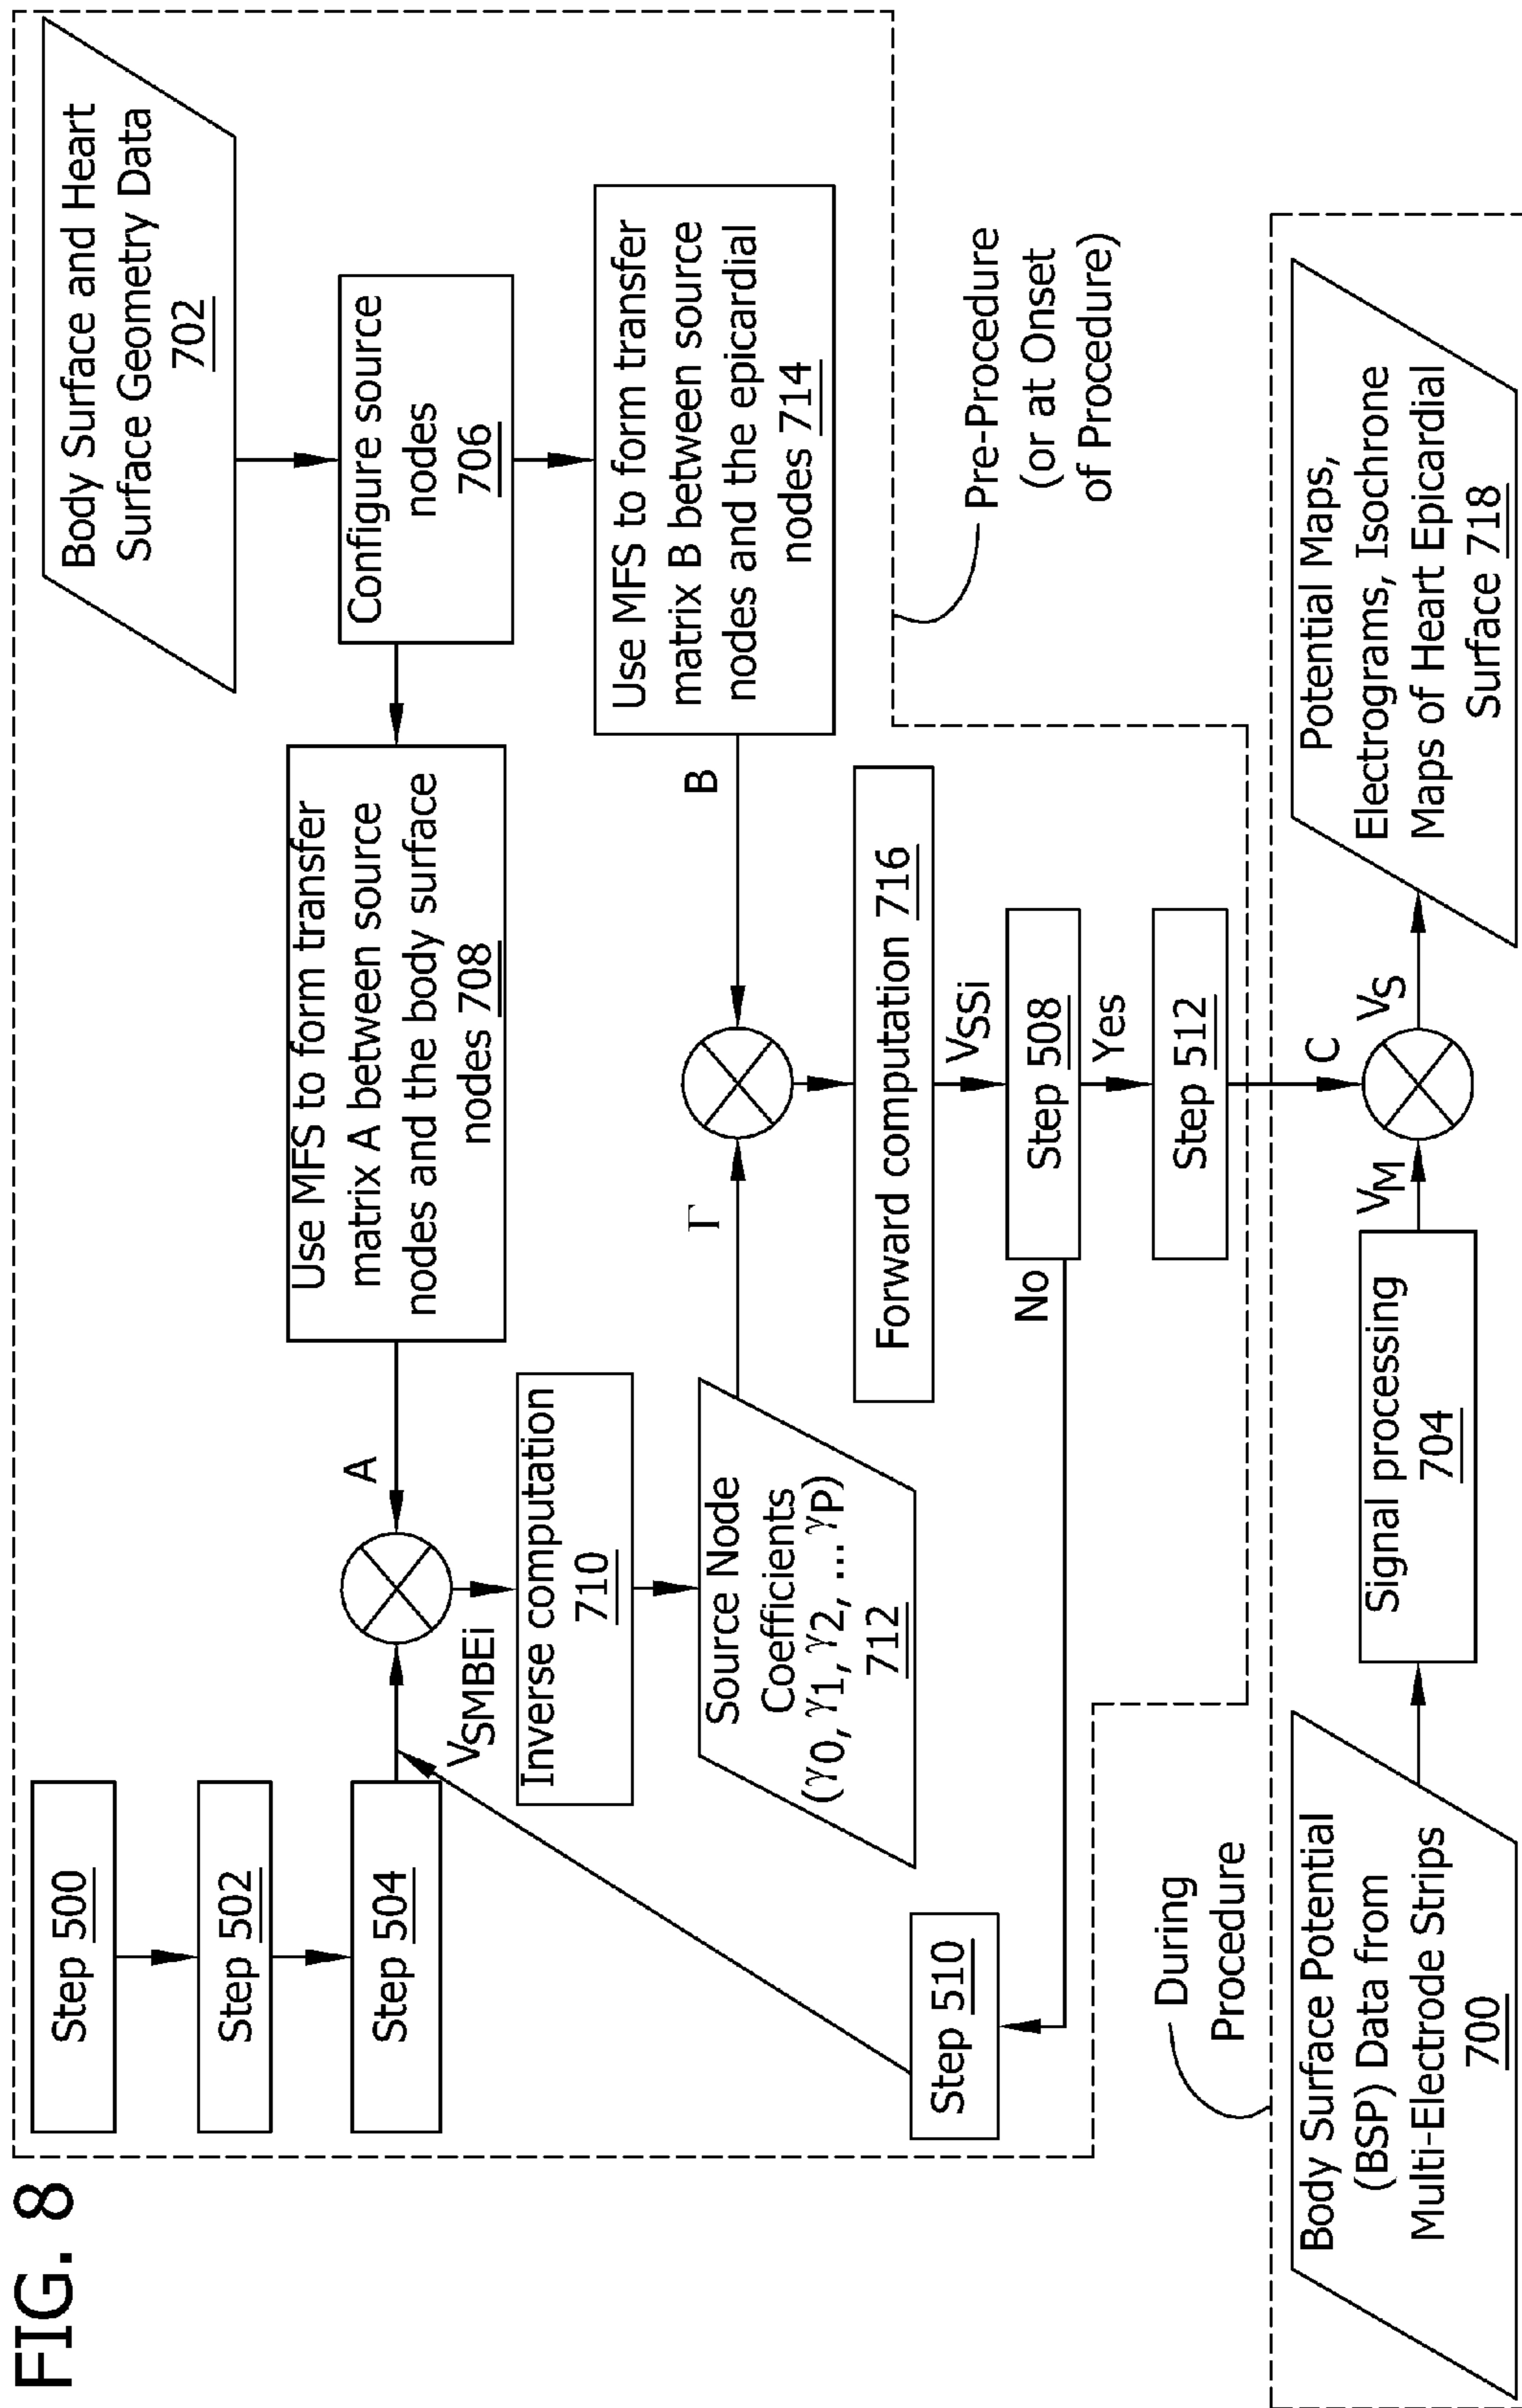 FIG. 8
Step 500
Step 502
Step 504
Body Surface and Heart
Surface Geometry Data
702
Configure source
nodes
706
Use MFS to form transfer
matrix A between source
nodes and the body surface
nodes 708
A
VSMBEi
Inverse computation
710
Source Node
Coefficients
(γ0, γ1, γ2, ... γP)
712
Γ
Use MFS to form transfer
matrix B between source
nodes and the epicardial
nodes 714
B
Forward computation 716
VSSi
Step 508
No
Yes
Step 510
Step 512
Pre-Procedure
(or at Onset
of Procedure)
During
Procedure
C
Body Surface Potential
(BSP) Data from
Multi-Electrode Strips
700
Signal processing
704
VM
VS
Potential Maps,
Electrograms, Isochrone
Maps of Heart Epicardial
Surface 718